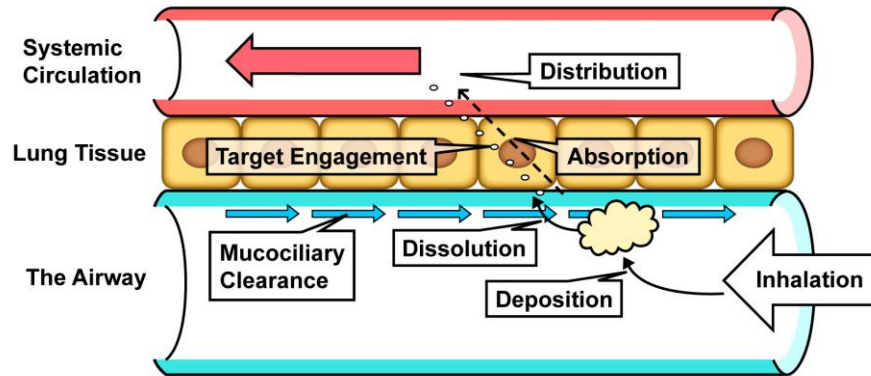 Systemic
Circulation
Distribution
Lung Tissue
Target Engagement
Absorption
The Airway
Mucociliary
Clearance
Dissolution
Deposition
Inhalation